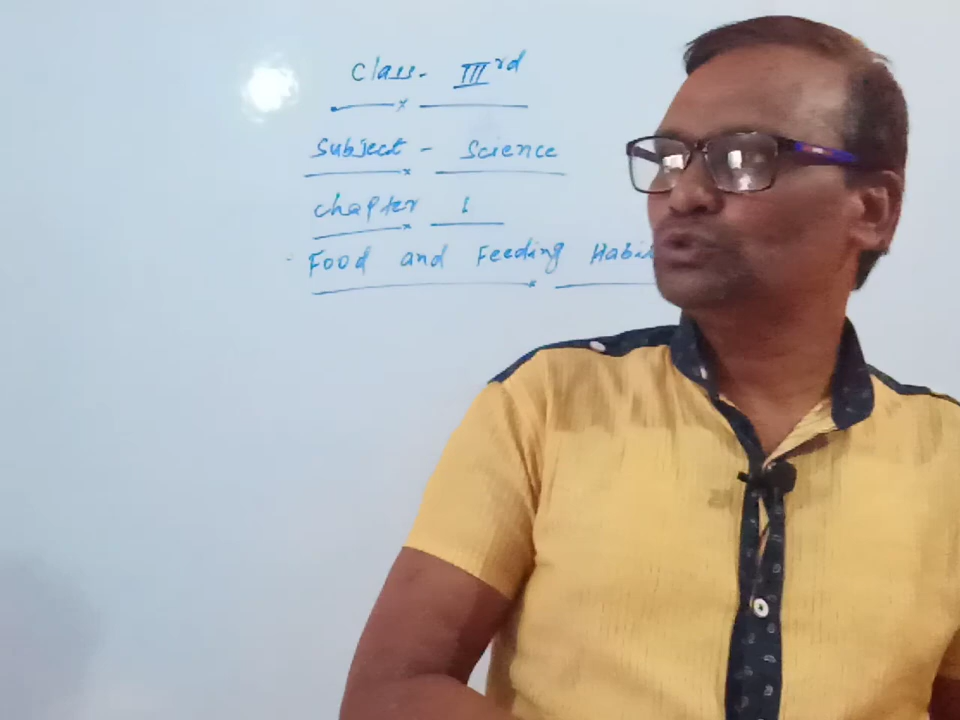 Class- IIIrd
Subject - Science
Chapter 1
Food and Feeding